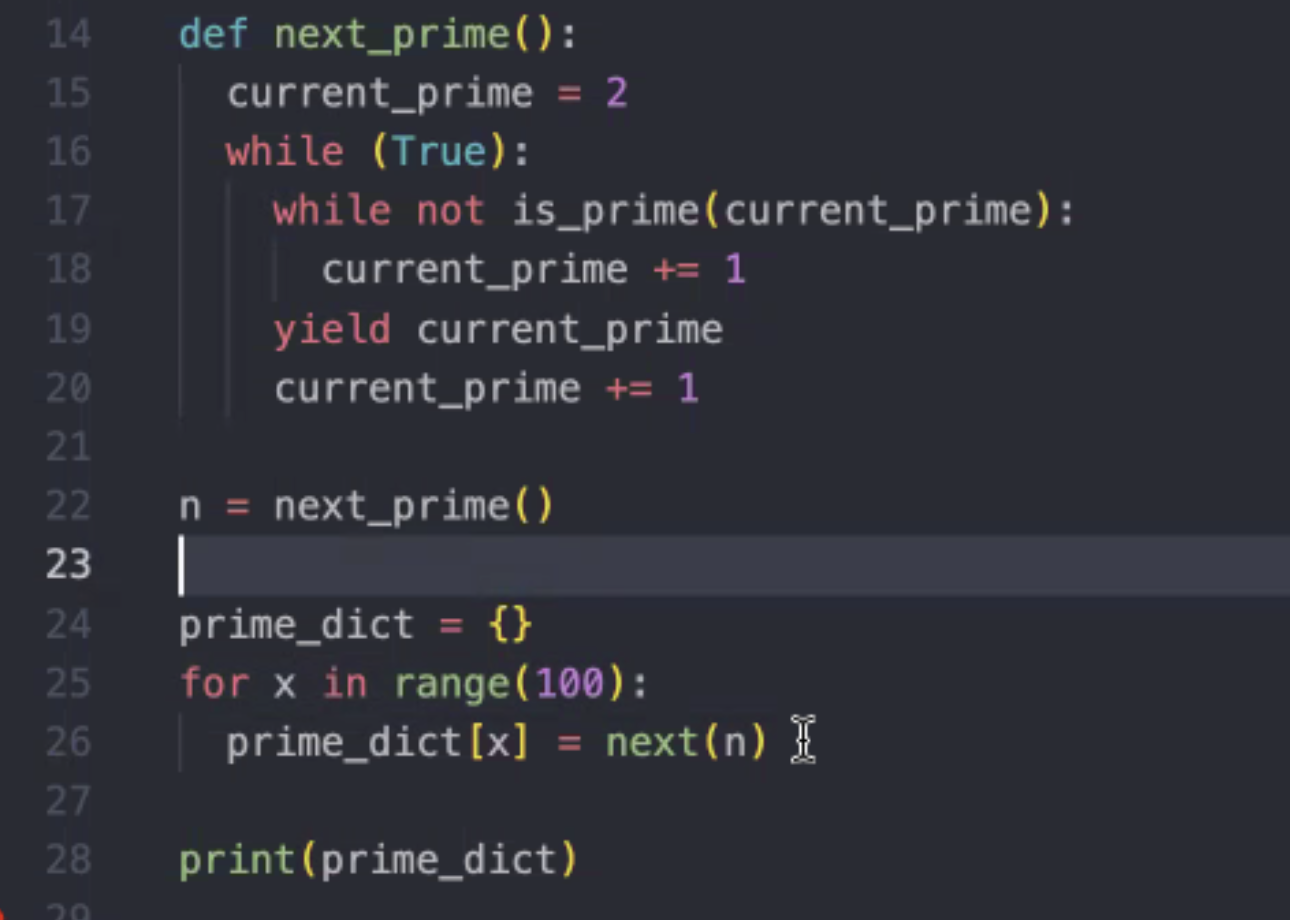 14 def next_prime():
15   current_prime = 2
16   while (True):
17     while not is_prime(current_prime):
18       current_prime += 1
19     yield current_prime
20     current_prime += 1
21
22 n = next_prime()
23
24 prime_dict = {}
25 for x in range(100):
26   prime_dict[x] = next(n)
27
28 print(prime_dict)
29